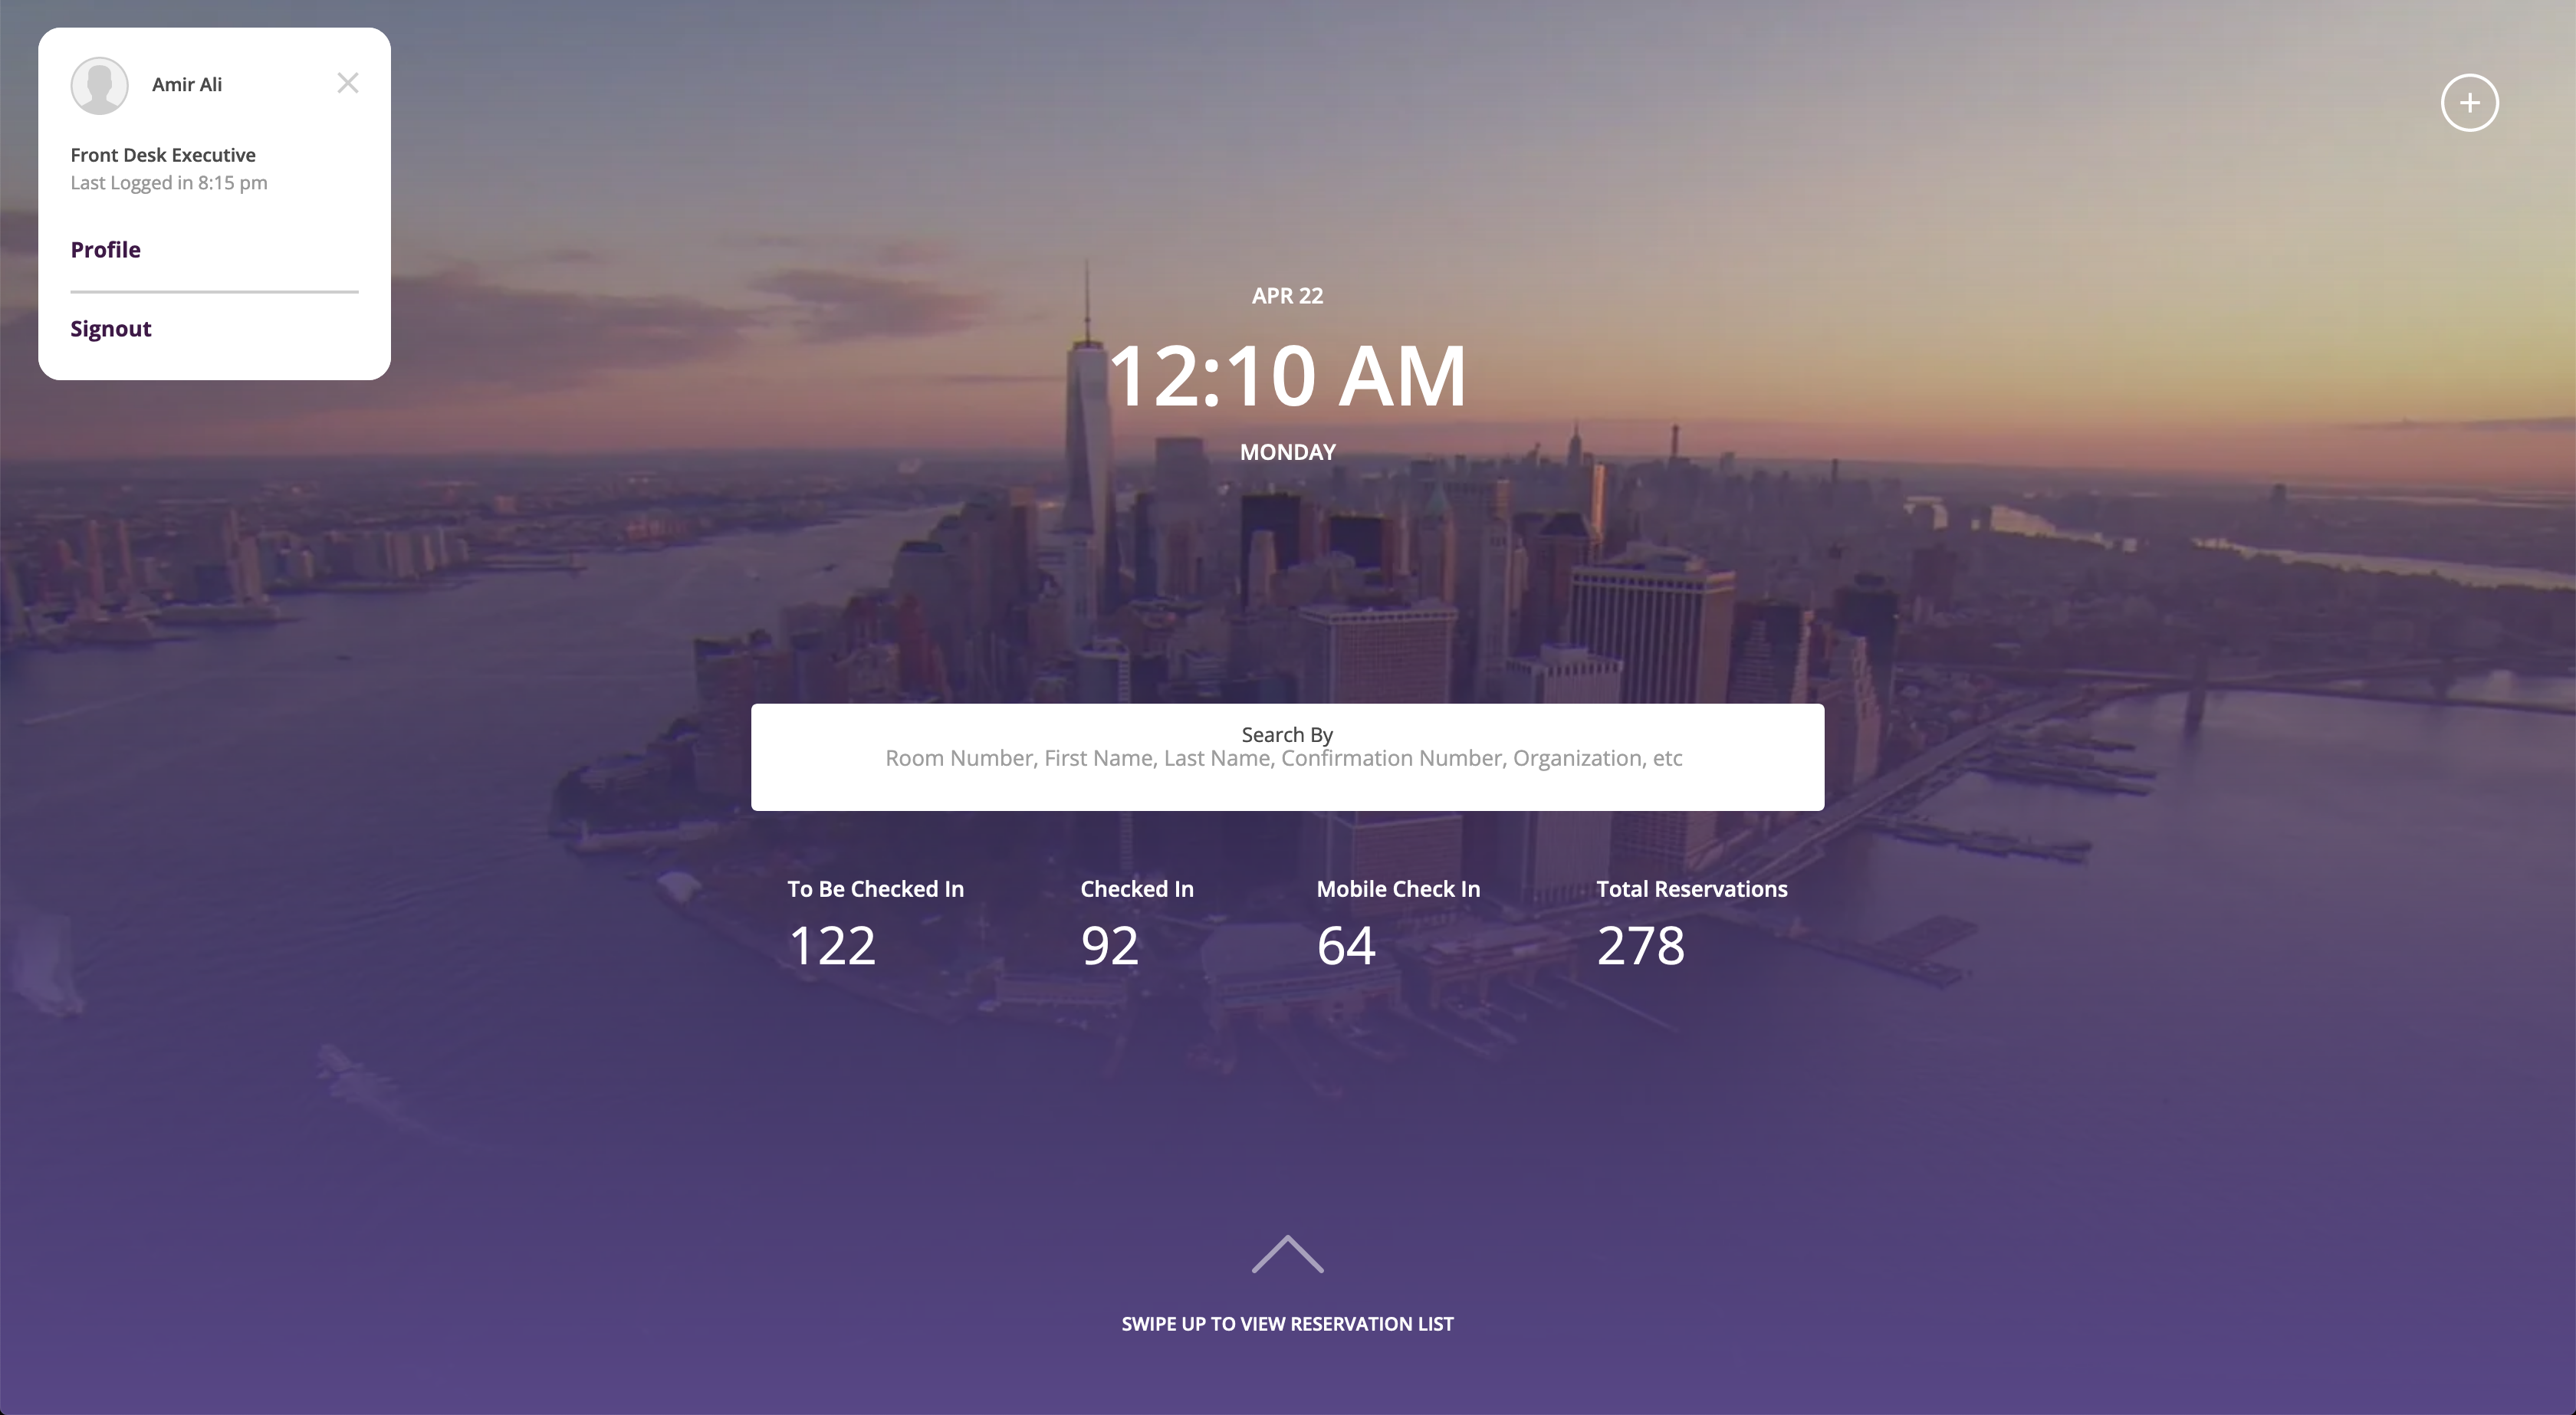 Amir Ali
Front Desk Executive
Last Logged in 8:15 pm
Profile
Signout
APR 22
12:10 AM
MONDAY
Search By
Room Number, First Name, Last Name, Confirmation Number, Organization, etc
To Be Checked In
122
Checked In
92
Mobile Check In
64
Total Reservations
278
SWIPE UP TO VIEW RESERVATION LIST